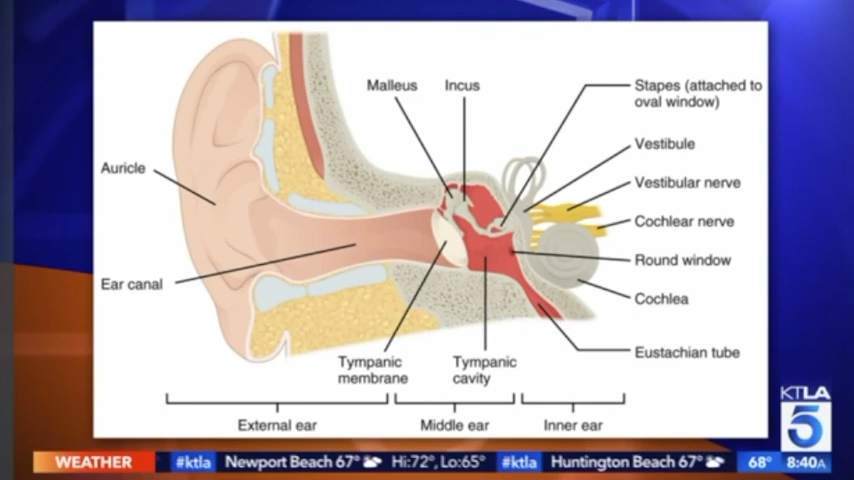 Malleus
Incus
Stapes (attached to
oval window)
Vestibule
Auricle
Vestibular nerve
Cochlear nerve
Round window
Ear canal
Cochlea
Eustachian tube
Tympanic
membrane
Tympanic
cavity
External ear
Middle ear
Inner ear
KTLA
5
WEATHER #ktla Newport Beach 67° Hi:72°, Lo:65° #ktla Huntington Beach 67° 68° 8:40A